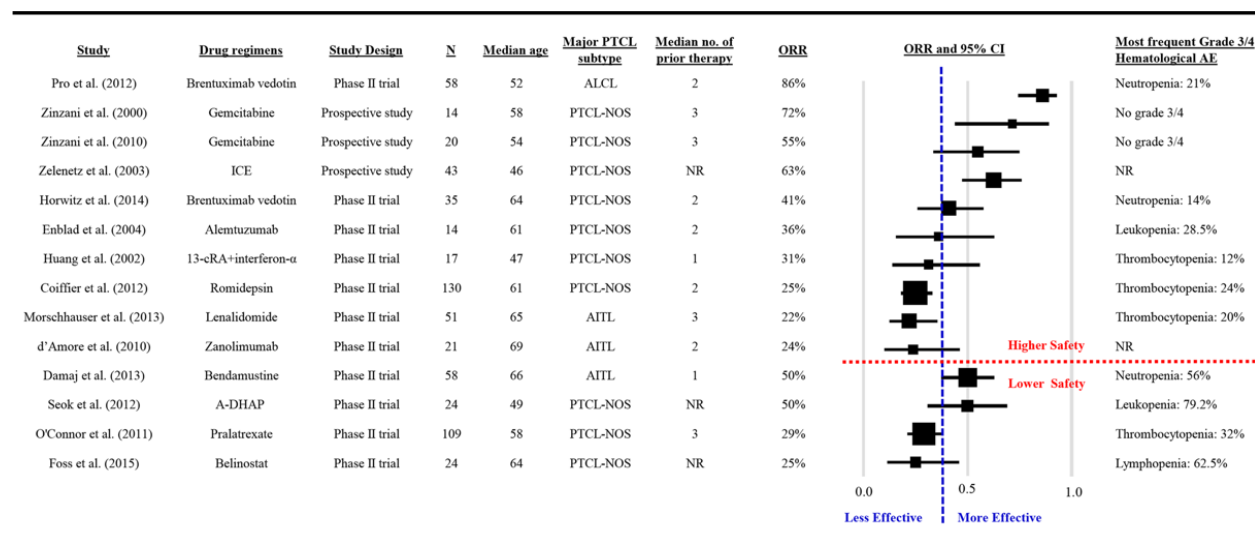 Study Drug regimens Study Design N Median age Major PTCL subtype Median no. of prior therapy ORR ORR and 95% CI Most frequent Grade 3/4 Hematological AE
Pro et al. (2012) Brentuximab vedotin Phase II trial 58 52 ALCL 2 86% Neutropenia: 21%
Zinzani et al. (2000) Gemcitabine Prospective study 14 58 PTCL-NOS 3 72% No grade 3/4
Zinzani et al. (2010) Gemcitabine Prospective study 20 54 PTCL-NOS 3 55% No grade 3/4
Zelenetz et al. (2003) ICE Prospective study 43 46 PTCL-NOS NR 63% NR
Horwitz et al. (2014) Brentuximab vedotin Phase II trial 35 64 PTCL-NOS 2 41% Neutropenia: 14%
Enblad et al. (2004) Alemtuzumab Phase II trial 14 61 PTCL-NOS 2 36% Leukopenia: 28.5%
Huang et al. (2002) 13-cRA+interferon-α Phase II trial 17 47 PTCL-NOS 1 31% Thrombocytopenia: 12%
Coiffier et al. (2012) Romidepsin Phase II trial 130 61 PTCL-NOS 2 25% Thrombocytopenia: 24%
Morschhauser et al. (2013) Lenalidomide Phase II trial 51 65 AITL 3 22% Thrombocytopenia: 20%
d’Amore et al. (2010) Zanolimumab Phase II trial 21 69 AITL 2 24% Higher Safety NR
Damaj et al. (2013) Bendamustine Phase II trial 58 66 AITL 1 50% Lower Safety Neutropenia: 56%
Seok et al. (2012) A-DHAP Phase II trial 24 49 PTCL-NOS NR 50% Leukopenia: 79.2%
O'Connor et al. (2011) Pralatrexate Phase II trial 109 58 PTCL-NOS 3 29% Thrombocytopenia: 32%
Foss et al. (2015) Belinostat Phase II trial 24 64 PTCL-NOS NR 25% Lymphopenia: 62.5%
0.0 0.5 1.0
Less Effective More Effective